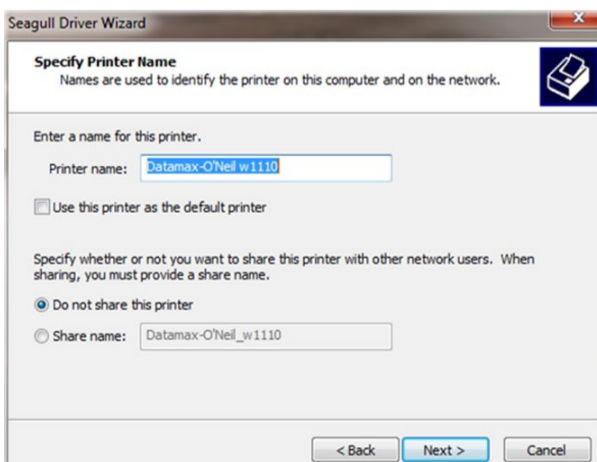 Seagull Driver Wizard
Specify Printer Name
Names are used to identify the printer on this computer and on the network.
Enter a name for this printer.
Printer name: Datamax-O'Neil w1110
Use this printer as the default printer
Specify whether or not you want to share this printer with other network users. When
sharing, you must provide a share name.
Do not share this printer
Share name: Datamax-O'Neil_w1110
< Back Next > Cancel